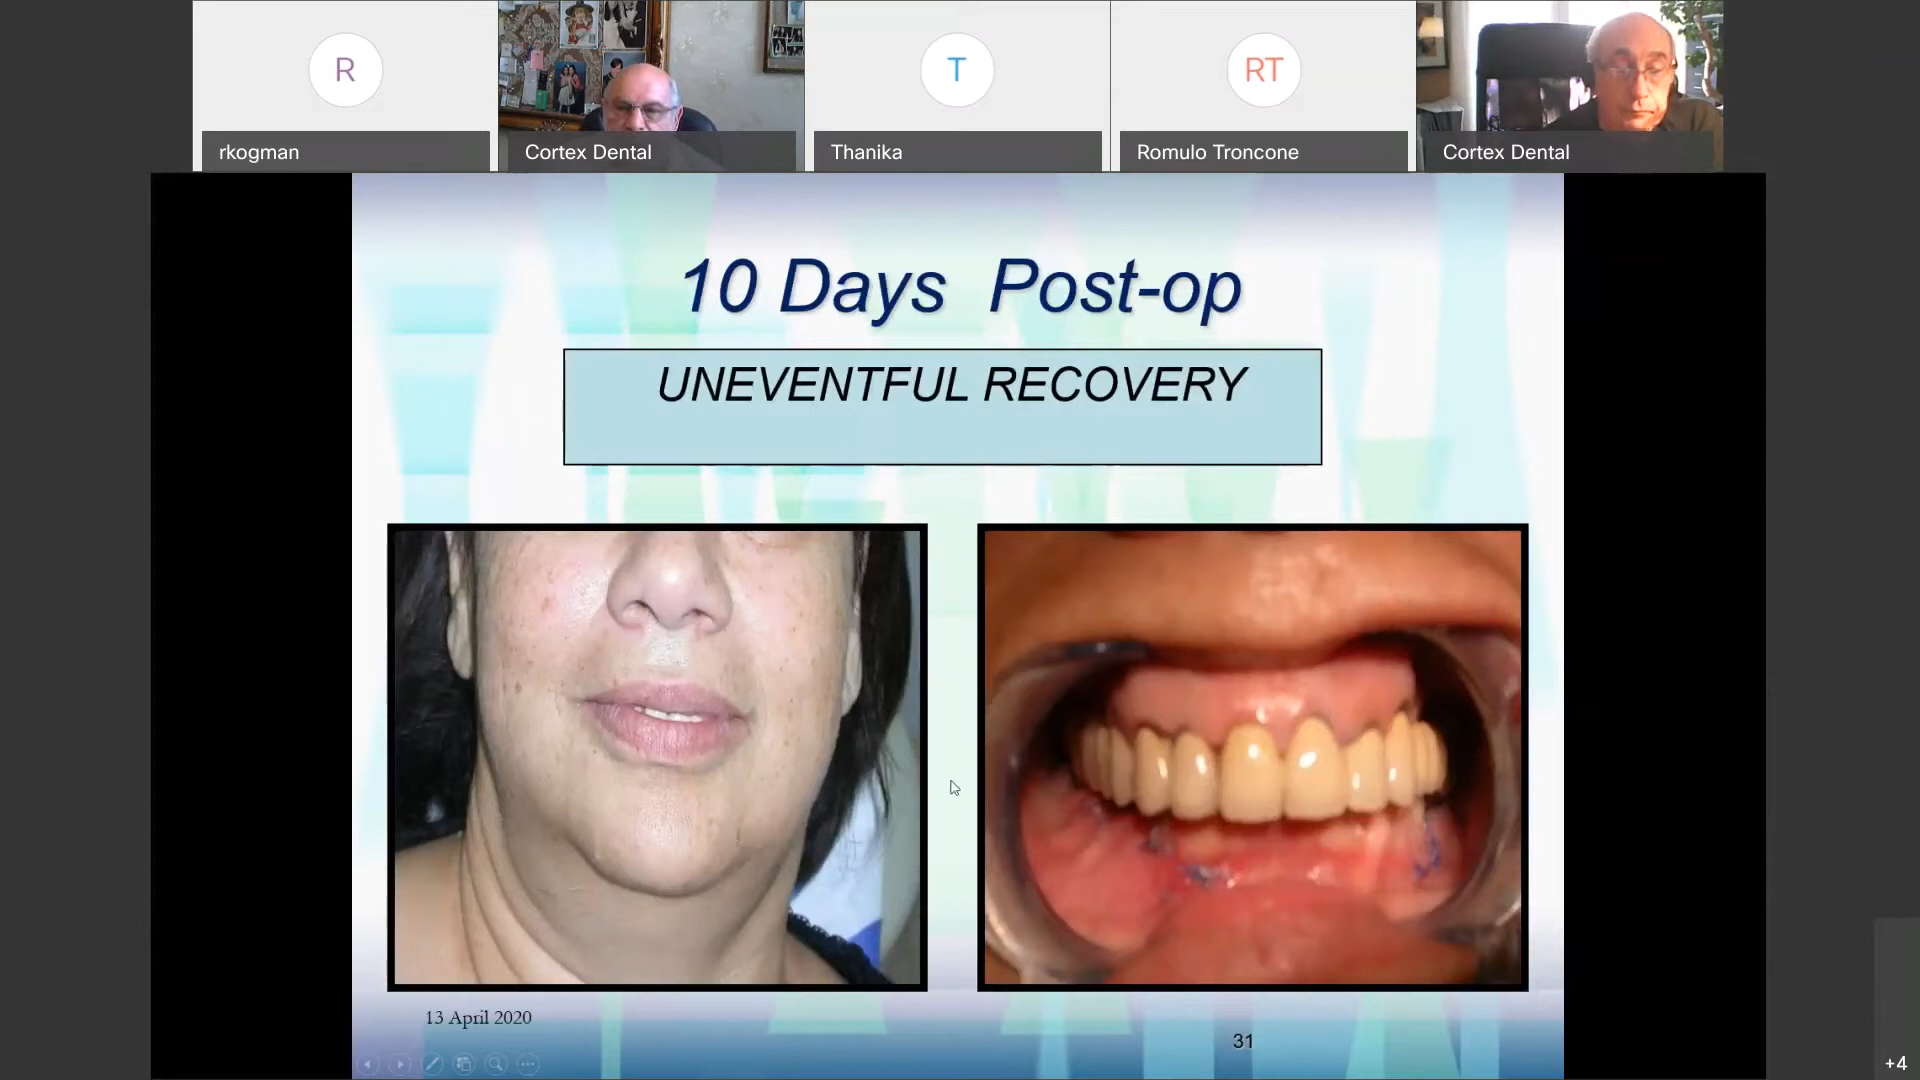 R
T
RT
rkogman
Cortex Dental
Thanika
Romulo Troncone
Cortex Dental
10 Days Post-op
UNEVENTFUL RECOVERY
13 April 2020
31
+4